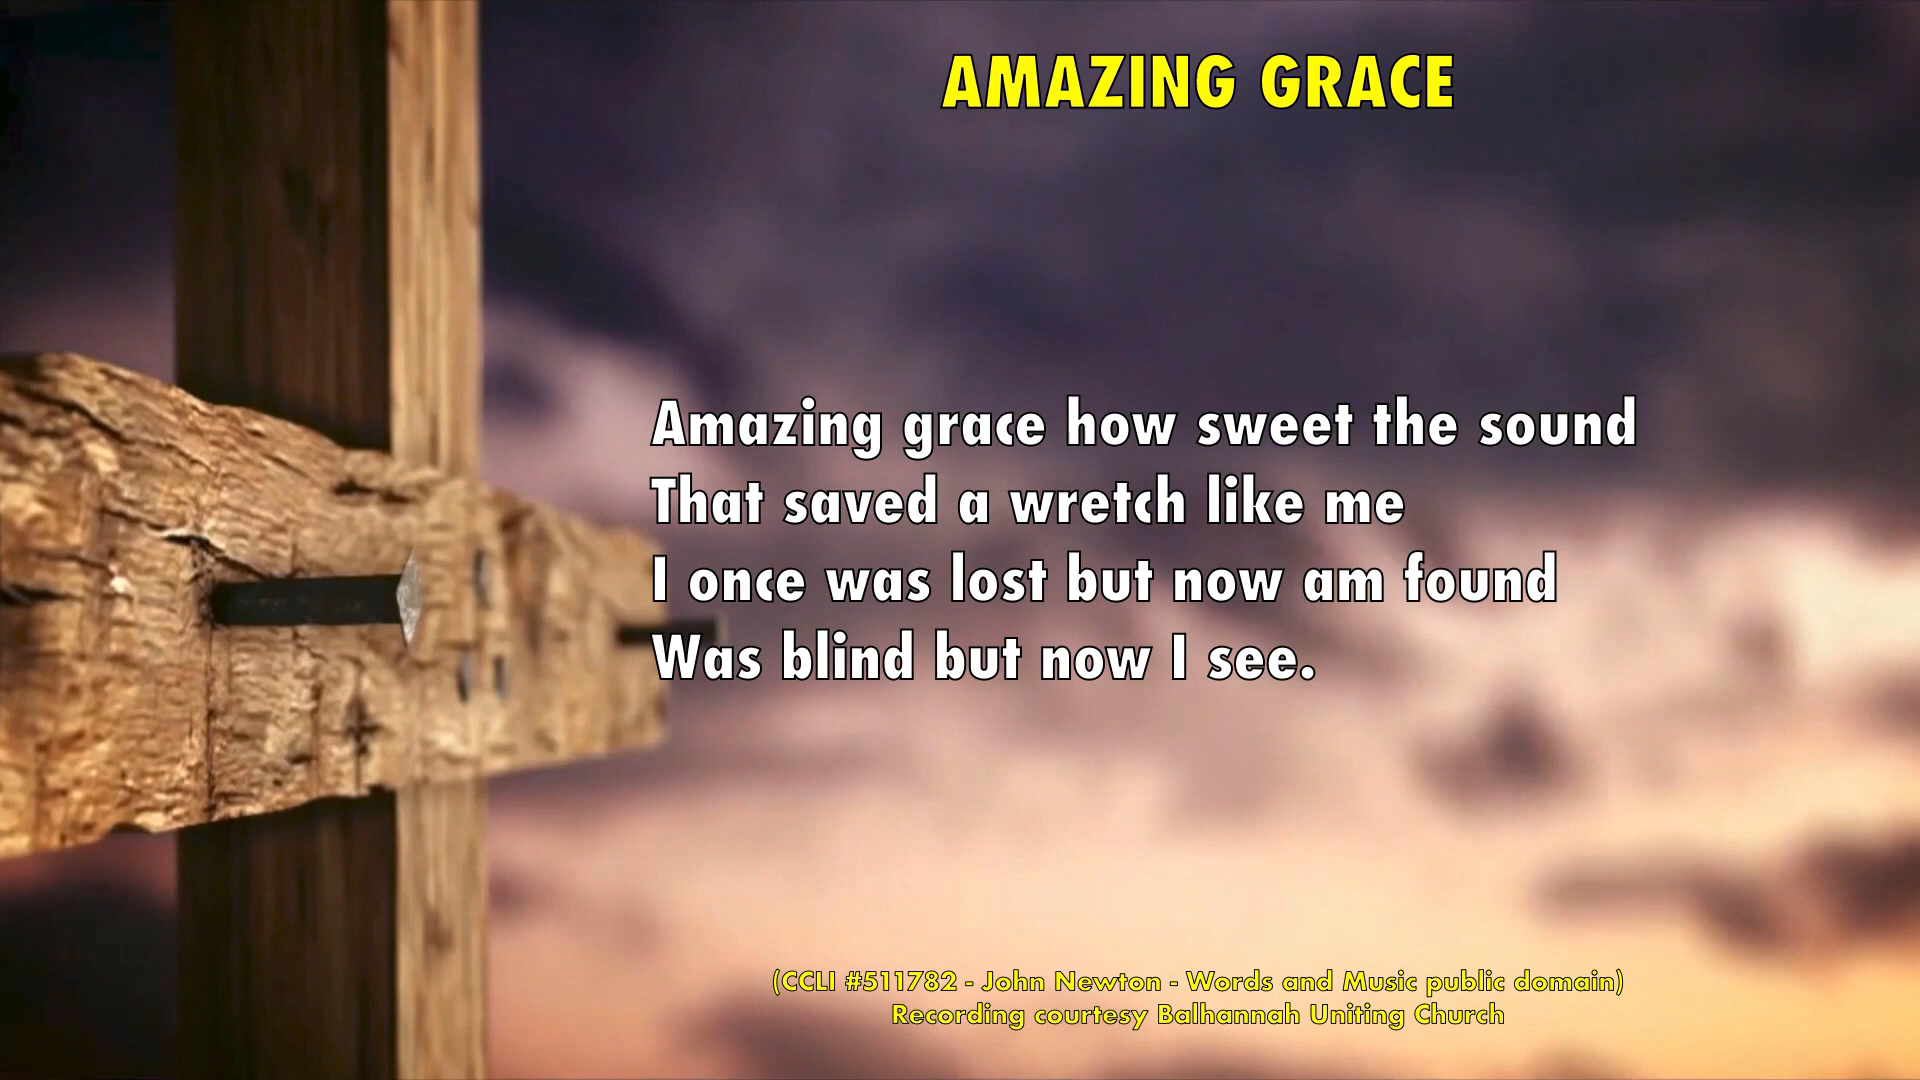 AMAZING GRACE
Amazing grace how sweet the sound
That saved a wretch like me
I once was lost but now am found
Was blind but now I see.
(CCLI #511782 - John Newton - Words and Music public domain)
Recording courtesy Balhannah Uniting Church